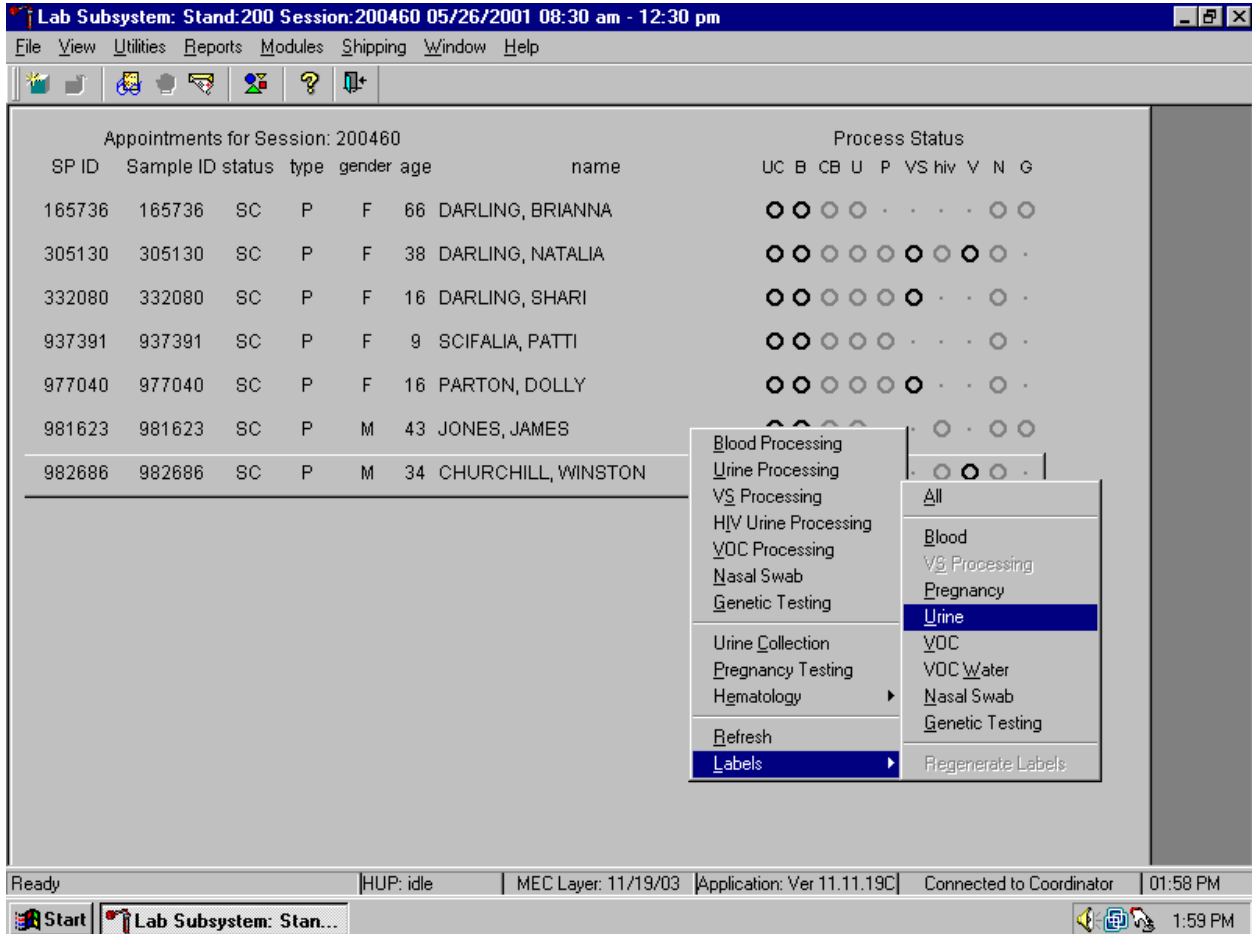 Lab Subsystem: Stand:200 Session:200460 05/26/2001 08:30 am - 12:30 pm
File View Utilities Reports Modules Shipping Window Help
Appointments for Session: 200460 Process Status
SP ID Sample ID status type gender age name UC B CB U P VS hiv V N G
165736 165736 SC P F 66 DARLING, BRIANNA
305130 305130 SC P F 38 DARLING, NATALIA
332080 332080 SC P F 16 DARLING, SHARI
937391 937391 SC P F 9 SCIFALIA, PATTI
977040 977040 SC P F 16 PARTON, DOLLY
981623 981623 SC P M 43 JONES, JAMES
982686 982686 SC P M 34 CHURCHILL, WINSTON
Blood Processing
Urine Processing
VS Processing
HIV Urine Processing
VOC Processing
Nasal Swab
Genetic Testing
Urine Collection
Pregnancy Testing
Hematology
Refresh
Labels
All
Blood
VS Processing
Pregnancy
Urine
VOC
VOC Water
Nasal Swab
Genetic Testing
Regenerate Labels
Ready HUP: idle MEC Layer: 11/19/03 Application: Ver 11.11.19C Connected to Coordinator 01:58 PM
Start Lab Subsystem: Stan... 1:59 PM